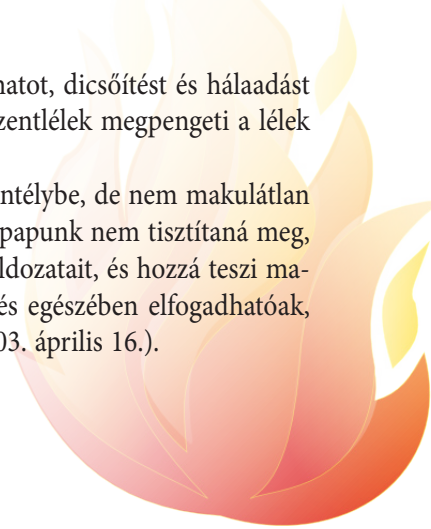 natot, dicsőítést és hálaadást
zentlélek megpengeti a lélek
ntélybe, de nem makulátlan
papunk nem tisztítaná meg,
ldozatait, és hozzá teszi ma-
és egészében elfogadhatóak,
03. április 16.).